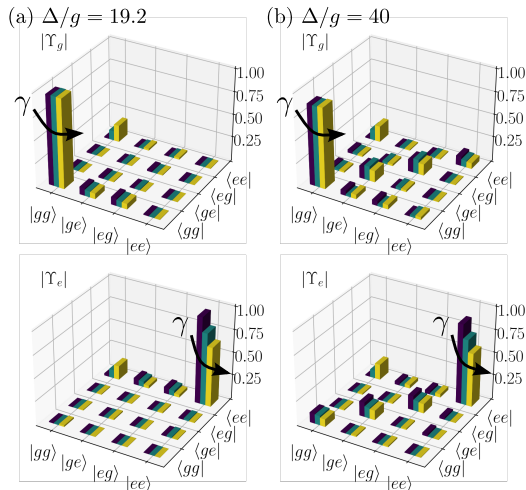 (a) Δ/g = 19.2
(b) Δ/g = 40
|Υ_g|
1.00
0.75
0.50
0.25
γ
|gg⟩
|ge⟩
|eg⟩
|ee⟩
⟨gg|
⟨ge|
⟨eg|
⟨ee|
|Υ_g|
1.00
0.75
0.50
0.25
γ
|gg⟩
|ge⟩
|eg⟩
|ee⟩
⟨gg|
⟨ge|
⟨eg|
⟨ee|
|Υ_e|
1.00
0.75
0.50
0.25
γ
|gg⟩
|ge⟩
|eg⟩
|ee⟩
⟨gg|
⟨ge|
⟨eg|
⟨ee|
|Υ_e|
1.00
0.75
0.50
0.25
γ
|gg⟩
|ge⟩
|eg⟩
|ee⟩
⟨gg|
⟨ge|
⟨eg|
⟨ee|